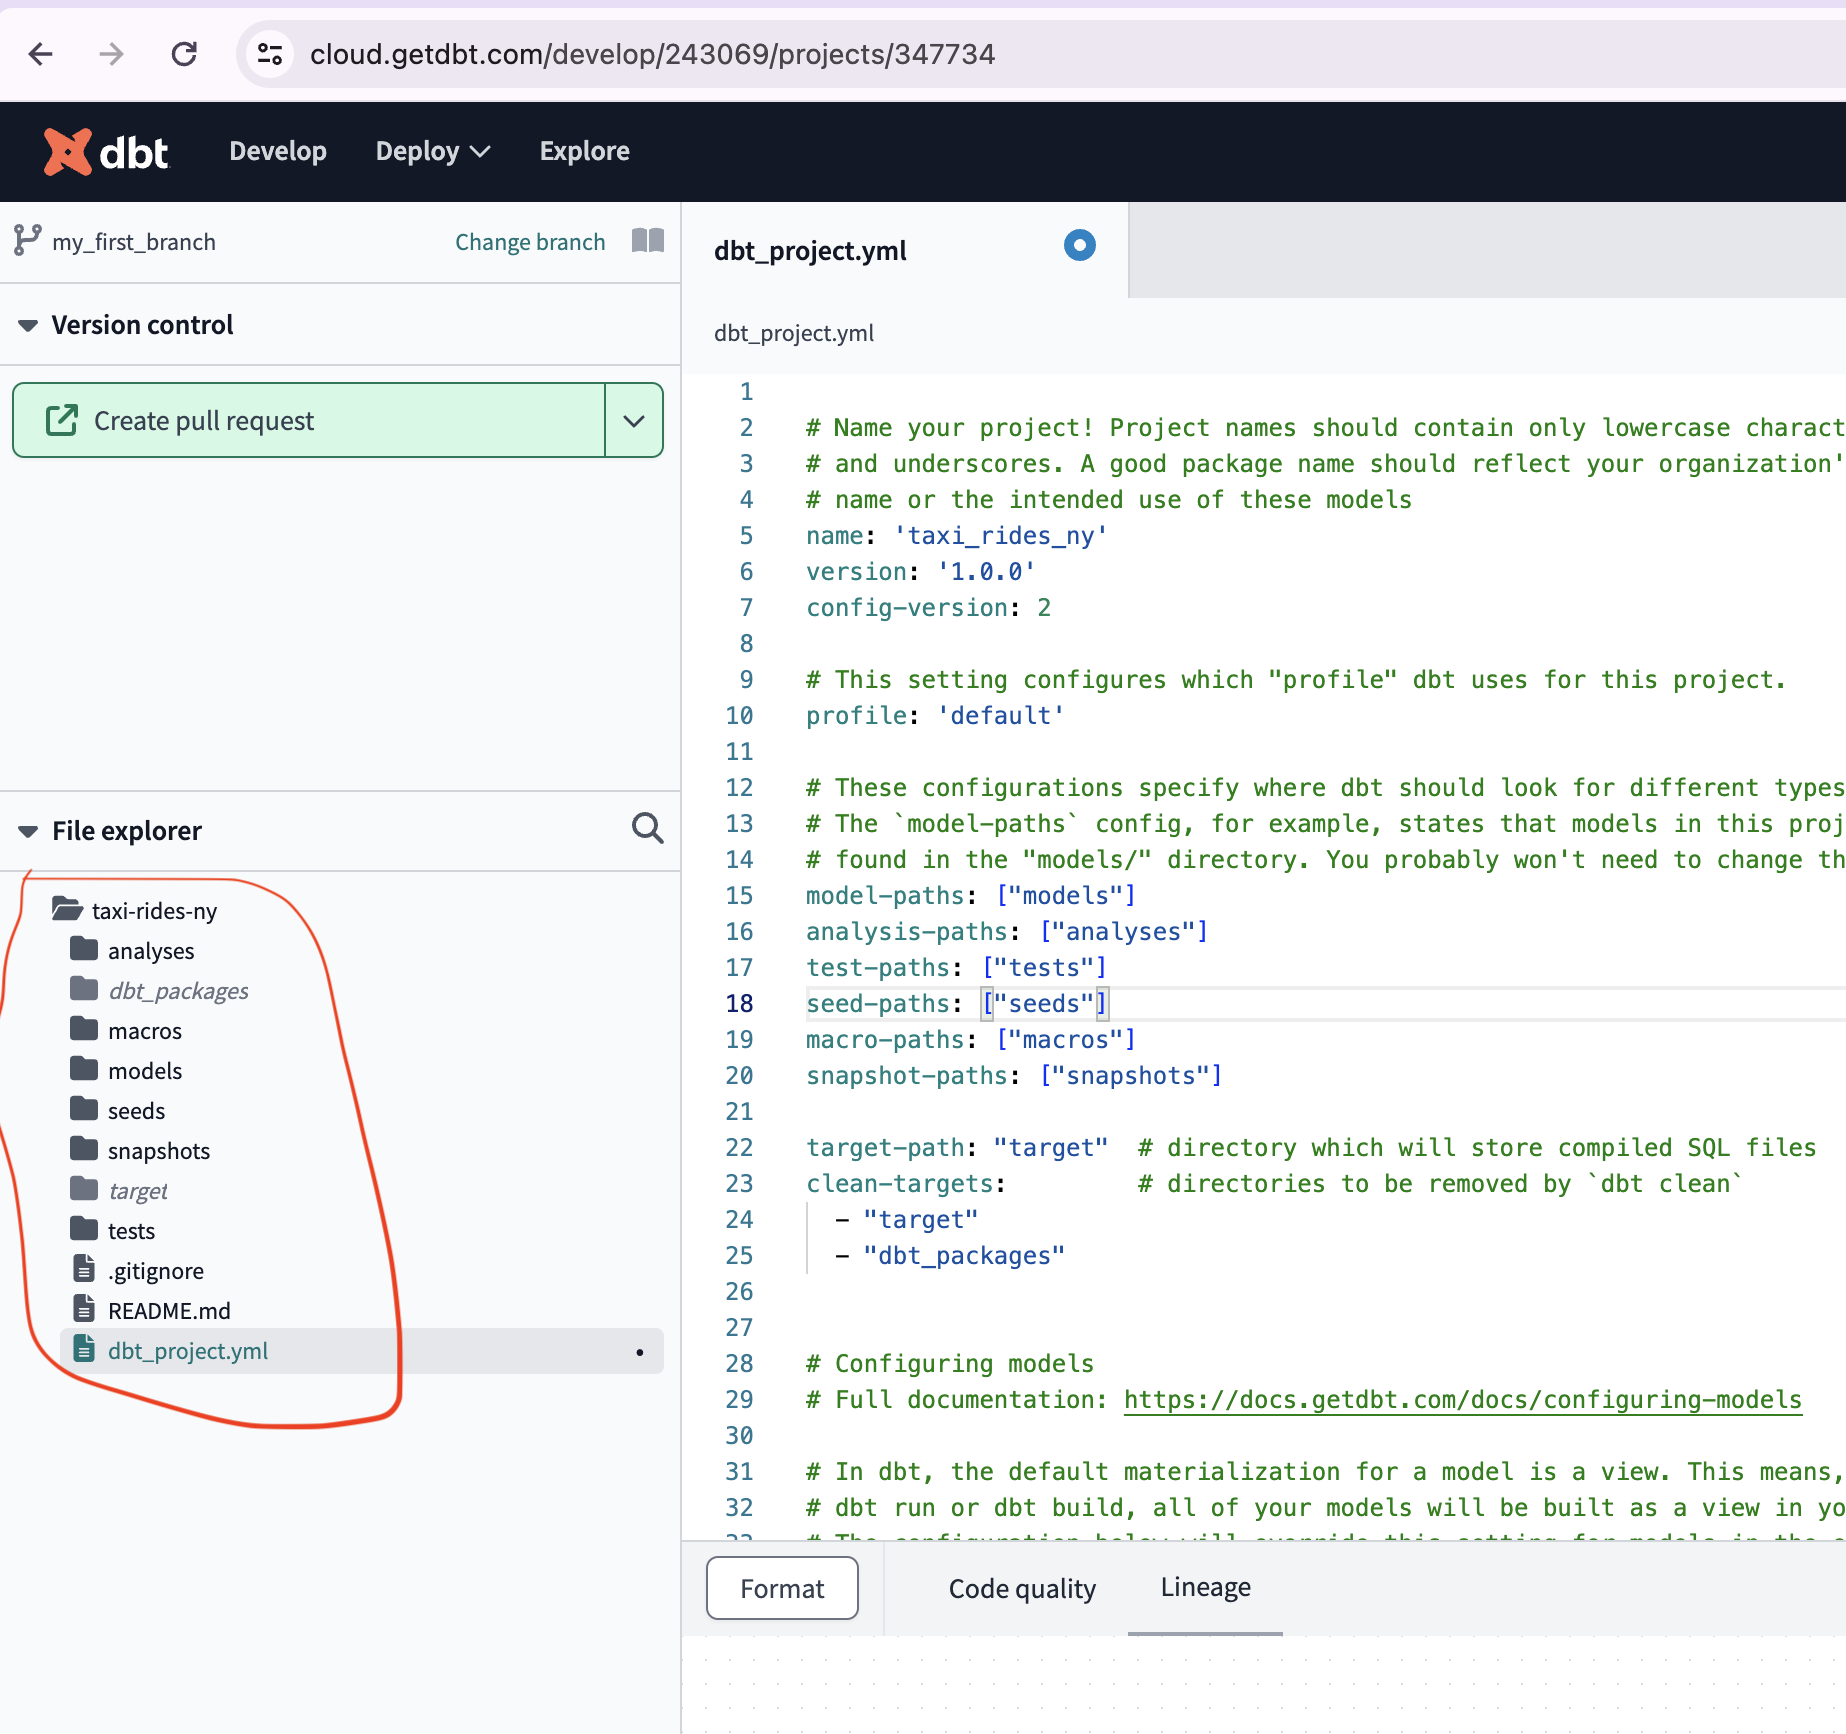 cloud.getdbt.com/develop/243069/projects/347734
dbt Develop Deploy Explore
my_first_branch Change branch
Version control
Create pull request
File explorer
taxi-rides-ny
analyses
dbt_packages
macros
models
seeds
snapshots
target
tests
.gitignore
README.md
dbt_project.yml
dbt_project.yml
dbt_project.yml
1
2 # Name your project! Project names should contain only lowercase charact
3 # and underscores. A good package name should reflect your organization'
4 # name or the intended use of these models
5 name: 'taxi_rides_ny'
6 version: '1.0.0'
7 config-version: 2
8
9 # This setting configures which "profile" dbt uses for this project.
10 profile: 'default'
11
12 # These configurations specify where dbt should look for different types
13 # The `model-paths` config, for example, states that models in this proj
14 # found in the "models/" directory. You probably won't need to change th
15 model-paths: ["models"]
16 analysis-paths: ["analyses"]
17 test-paths: ["tests"]
18 seed-paths: ["seeds"]
19 macro-paths: ["macros"]
20 snapshot-paths: ["snapshots"]
21
22 target-path: "target" # directory which will store compiled SQL files
23 clean-targets: # directories to be removed by `dbt clean`
24 - "target"
25 - "dbt_packages"
26
27
28 # Configuring models
29 # Full documentation: https://docs.getdbt.com/docs/configuring-models
30
31 # In dbt, the default materialization for a model is a view. This means,
32 # dbt run or dbt build, all of your models will be built as a view in yo
33 # The configuration below will override this setting for models in the e
Format Code quality Lineage